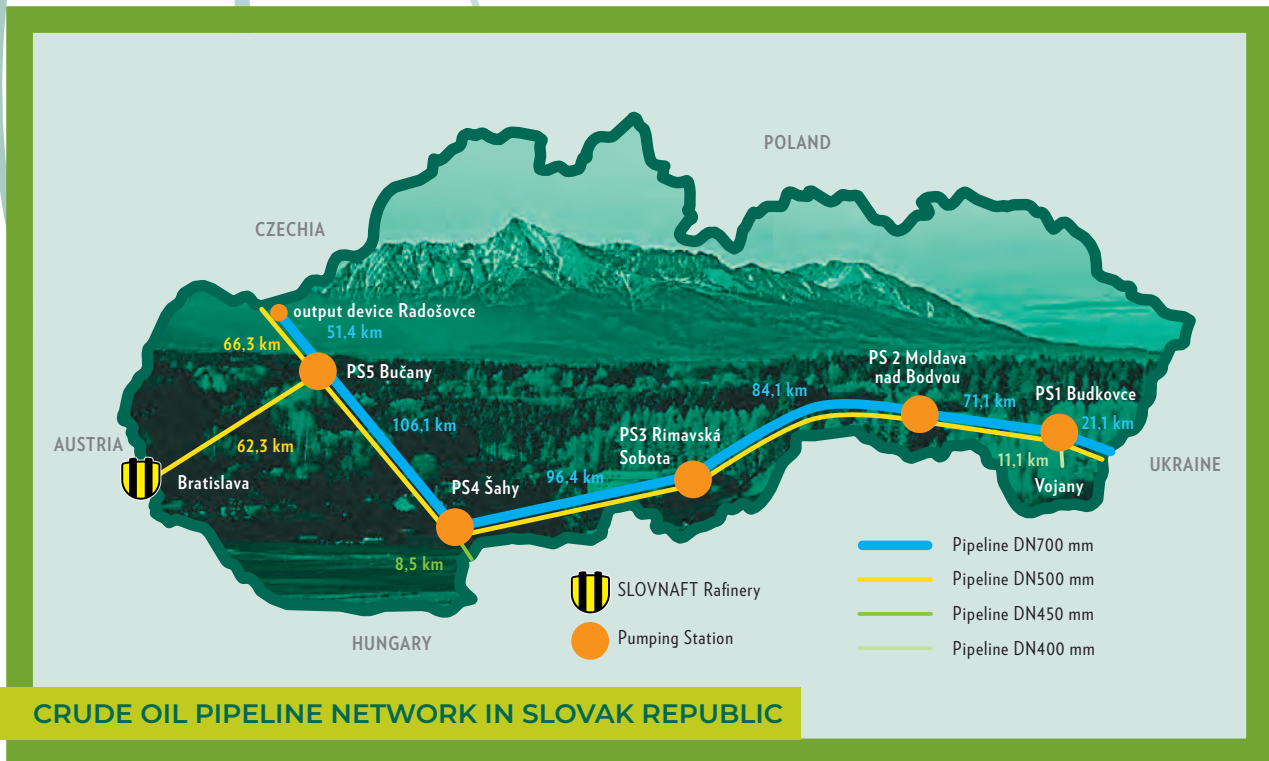 POLAND
CZECHIA
output device Radošovce
51,4 km
66,3 km
PS5 Bučany
PS 2 Moldava
nad Bodvou
84,1 km
71,1 km
PS1 Budkovce
21,1 km
106,1 km
AUSTRIA
62,3 km
PS3 Rimavská
Sobota
11,1 km
UKRAINE
Bratislava
PS4 Šahy
96,4 km
Vojany
8,5 km
HUNGARY
SLOVNAFT Rafinery
Pumping Station
Pipeline DN700 mm
Pipeline DN500 mm
Pipeline DN450 mm
Pipeline DN400 mm
CRUDE OIL PIPELINE NETWORK IN SLOVAK REPUBLIC